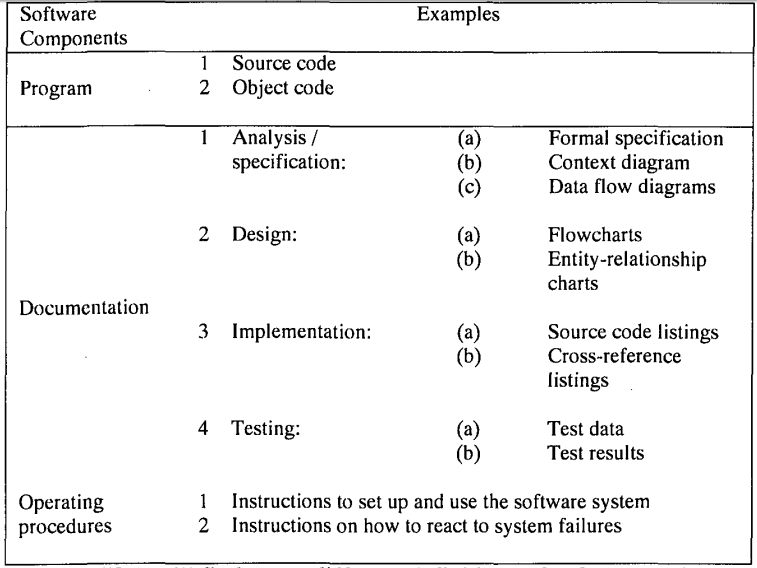 Software Examples
Components
1 Source code
Program 2 Object code
1 Analysis / (a) Formal specification
specification: (b) Context diagram
(c) Data flow diagrams
2 Design: (a) Flowcharts
(b) Entity-relationship
charts
Documentation
3 Implementation: (a) Source code listings
(b) Cross-reference
listings
4 Testing: (a) Test data
(b) Test results
Operating 1 Instructions to set up and use the software system
procedures 2 Instructions on how to react to system failures